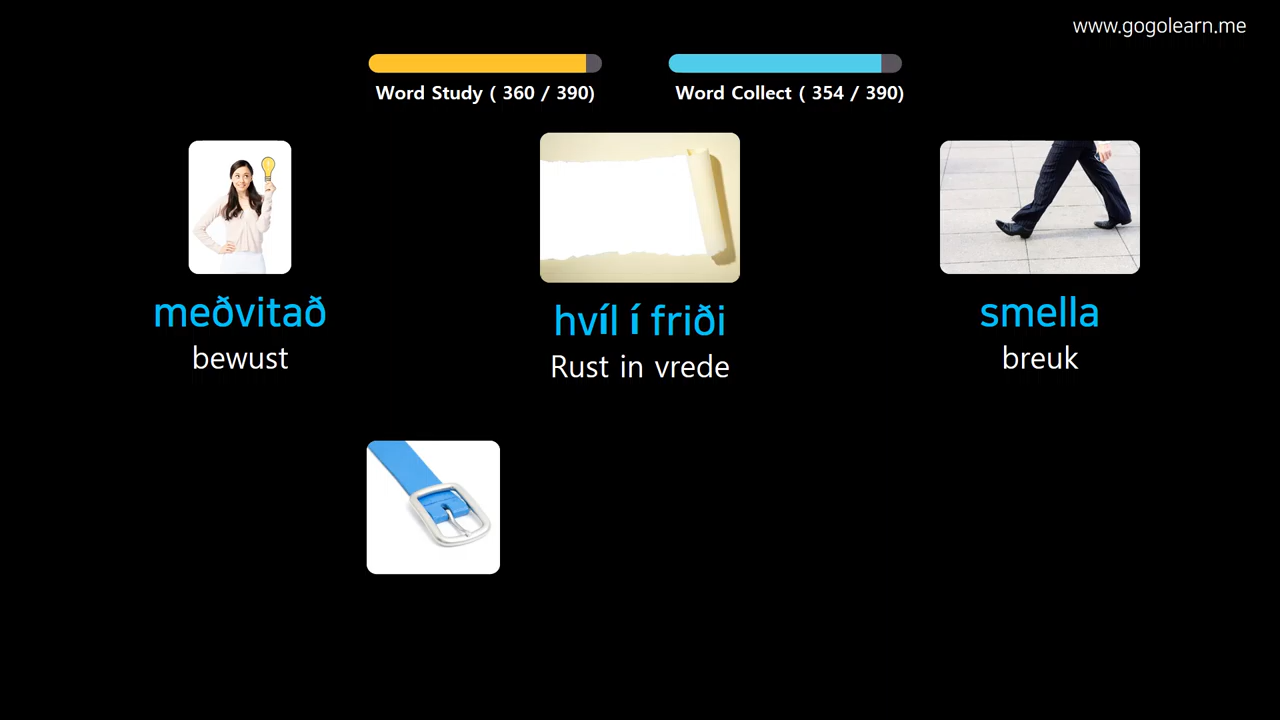 www.gogolearn.me
Word Study ( 360 / 390)
Word Collect ( 354 / 390)
meðvitað
bewust
hvíl í friði
Rust in vrede
smella
breuk